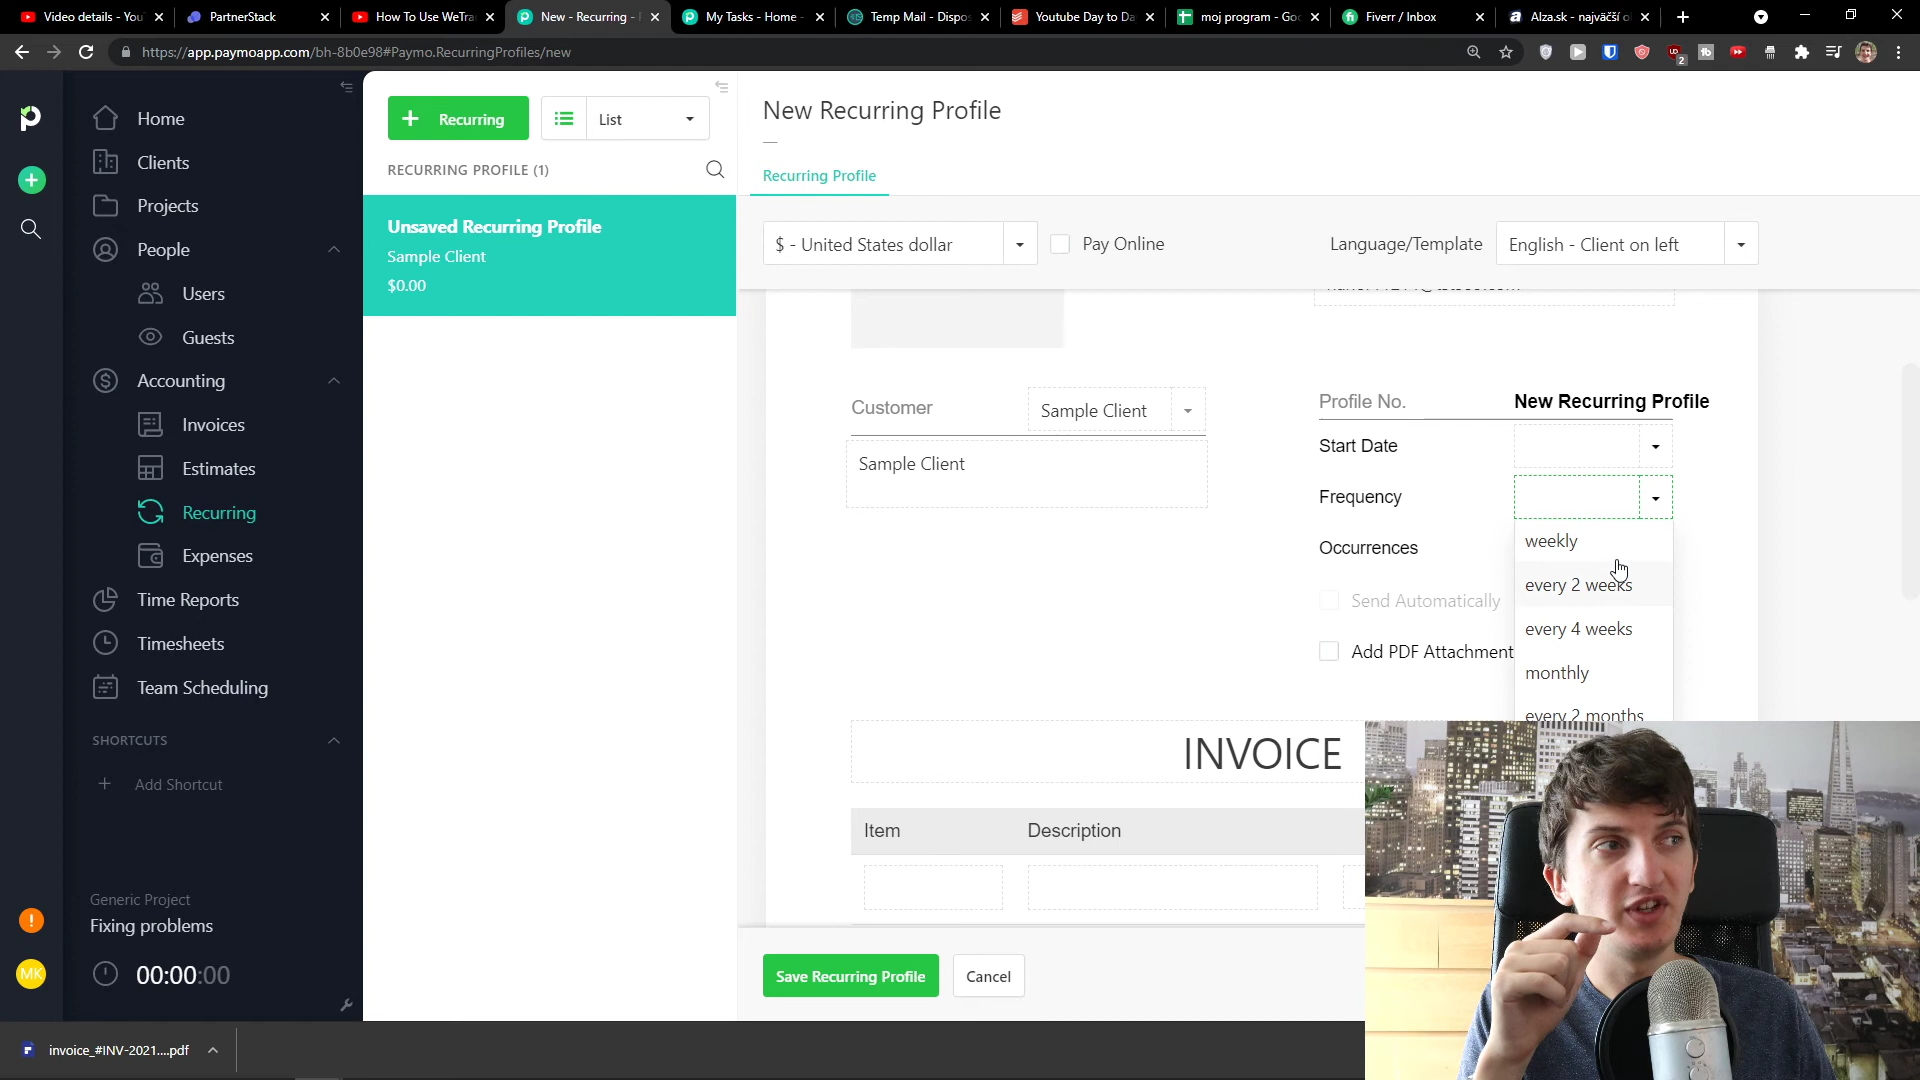 Video details - You
PartnerStack
How To Use WeTra
New - Recurring -
My Tasks - Home -
Temp Mail - Dispos
Youtube Day to Da
moj program - Goo
Fiverr / Inbox
Alza.sk - najväčší o
https://app.paymoapp.com/bh-8b0e98#Paymo.RecurringProfiles/new
2
Home
Clients
Projects
People
Users
Guests
Accounting
Invoices
Estimates
Recurring
Expenses
Time Reports
Timesheets
Team Scheduling
SHORTCUTS
+ Add Shortcut
Generic Project
Fixing problems
MK
00:00:00
+ Recurring
List
RECURRING PROFILE (1)
Unsaved Recurring Profile
Sample Client
$0.00
New Recurring Profile
Recurring Profile
$ - United States dollar
Pay Online
Language/Template
English - Client on left
Customer
Sample Client
Sample Client
Profile No.
New Recurring Profile
Start Date
Frequency
weekly
Occurrences
every 2 weeks
Send Automatically
every 4 weeks
Add PDF Attachment
monthly
every 2 months
INVOICE
Item
Description
Save Recurring Profile
Cancel
invoice_#INV-2021....pdf